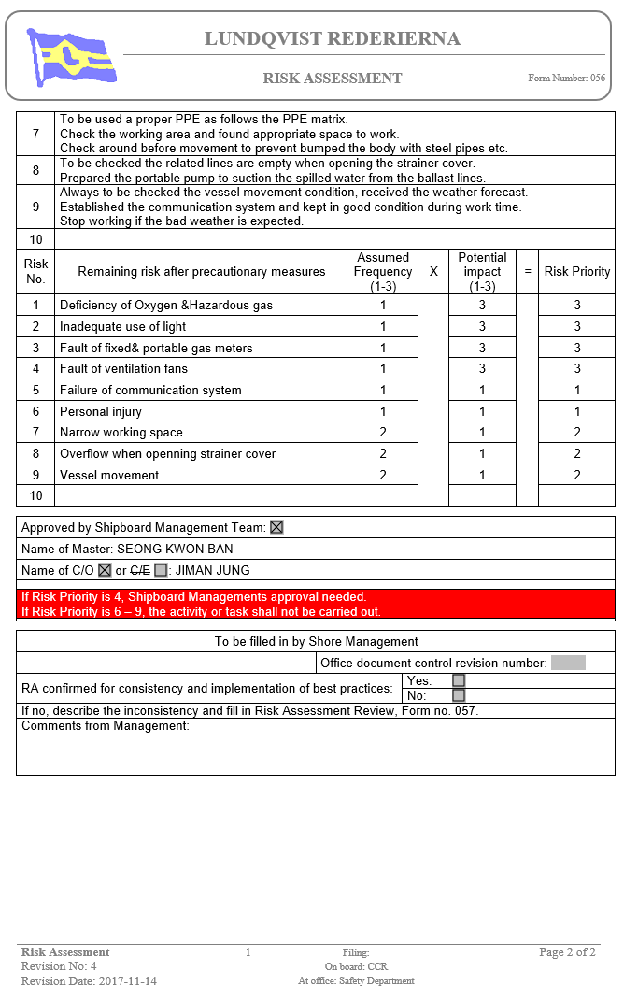 LUNDQVIST REDERIERNA
RISK ASSESSMENT
Form Number: 056
7
To be used a proper PPE as follows the PPE matrix.
Check the working area and found appropriate space to work.
Check around before movement to prevent bumped the body with steel pipes etc.
8
To be checked the related lines are empty when opening the strainer cover.
Prepared the portable pump to suction the spilled water from the ballast lines.
9
Always to be checked the vessel movement condition, received the weather forecast.
Established the communication system and kept in good condition during work time.
Stop working if the bad weather is expected.
10
Risk No. Remaining risk after precautionary measures Assumed Frequency (1-3) X Potential impact (1-3) = Risk Priority
1 Deficiency of Oxygen &Hazardous gas 1 3 3
2 Inadequate use of light 1 3 3
3 Fault of fixed& portable gas meters 1 3 3
4 Fault of ventilation fans 1 3 3
5 Failure of communication system 1 1 1
6 Personal injury 1 1 1
7 Narrow working space 2 1 2
8 Overflow when openning strainer cover 2 1 2
9 Vessel movement 2 1 2
10
Approved by Shipboard Management Team: ☒
Name of Master: SEONG KWON BAN
Name of C/O ☒ or C/E ☐: JIMAN JUNG
If Risk Priority is 4, Shipboard Managements approval needed.
If Risk Priority is 6 – 9, the activity or task shall not be carried out.
To be filled in by Shore Management
Office document control revision number:
RA confirmed for consistency and implementation of best practices:
Yes: ☐
No: ☐
If no, describe the inconsistency and fill in Risk Assessment Review, Form no. 057.
Comments from Management:
Risk Assessment 1 Filing: Page 2 of 2
Revision No: 4 On board: CCR
Revision Date: 2017-11-14 At office: Safety Department